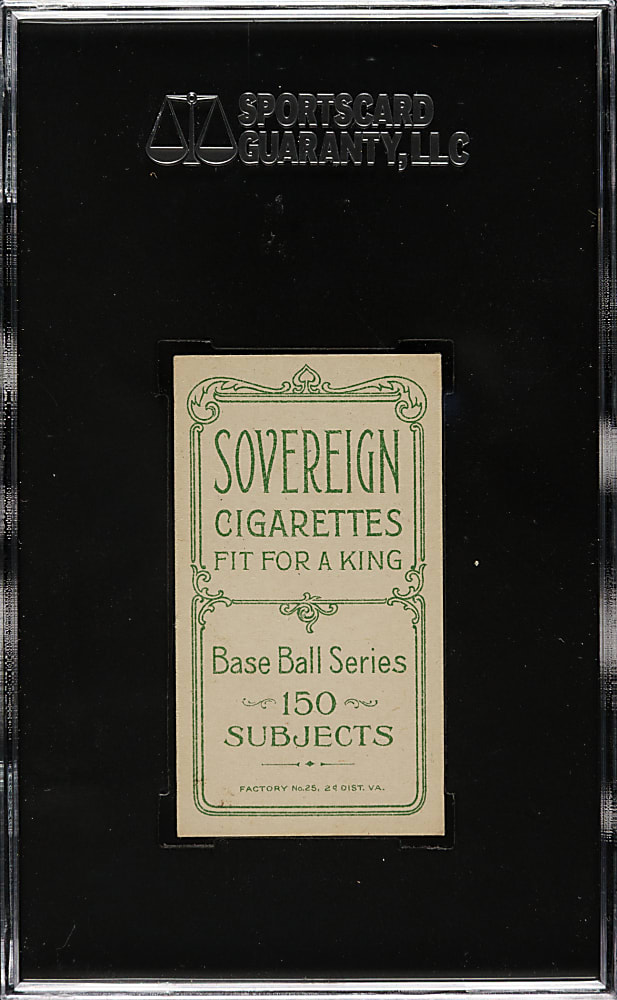 SPORTSCARD
GUARANTY, LLC
SOVEREIGN
CIGARETTES
FIT FOR A KING
Base Ball Series
150
SUBJECTS
FACTORY No. 25, 2d DIST. VA.